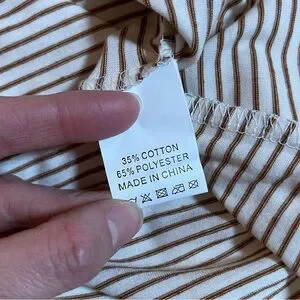 35% COTTON
65% POLYESTER
MADE IN CHINA